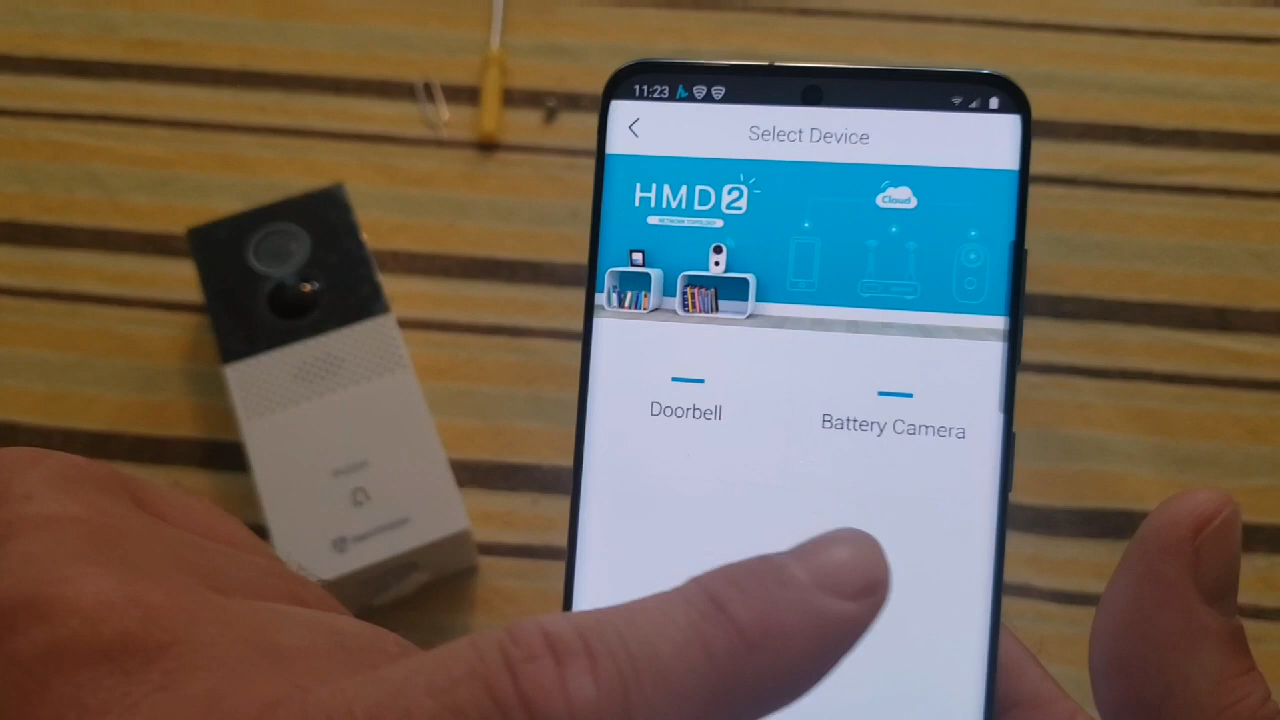 11:23
Select Device
HMD2
NETWORK TOPOLOGY
Cloud
Doorbell
Battery Camera